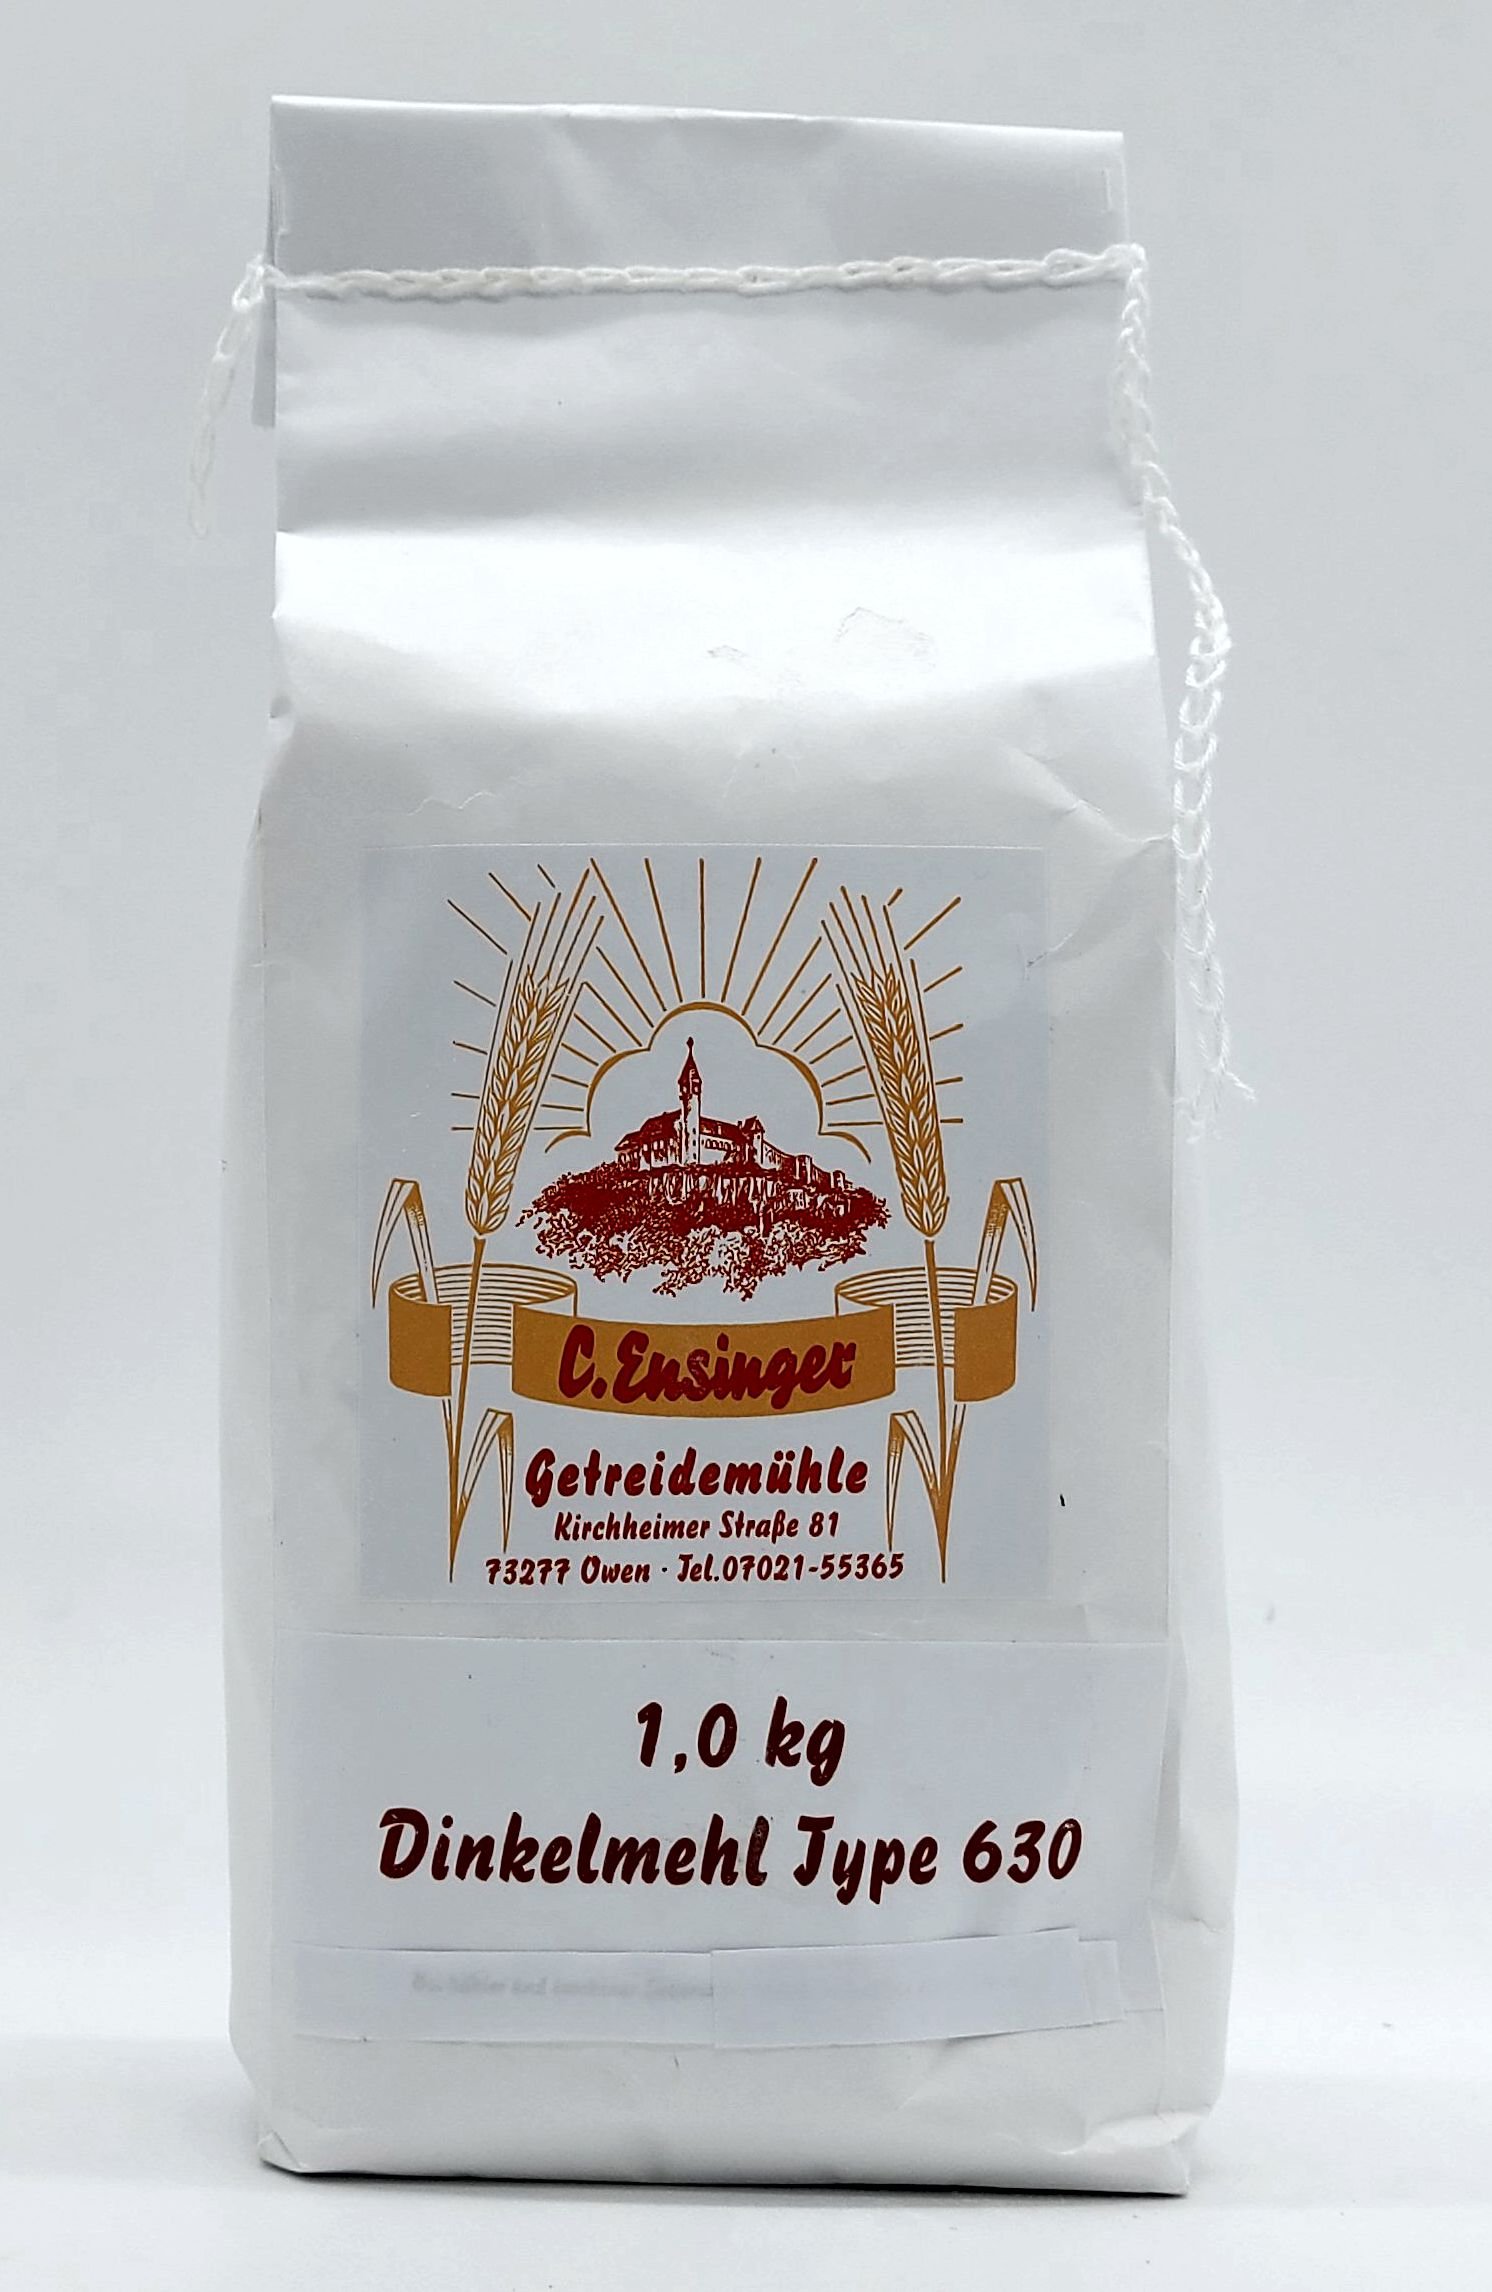 C. Ensinger
Getreidemühle
Kirchheimer Straße 81
73277 Owen · Tel.07021-55365
1,0 kg
Dinkelmehl Type 630